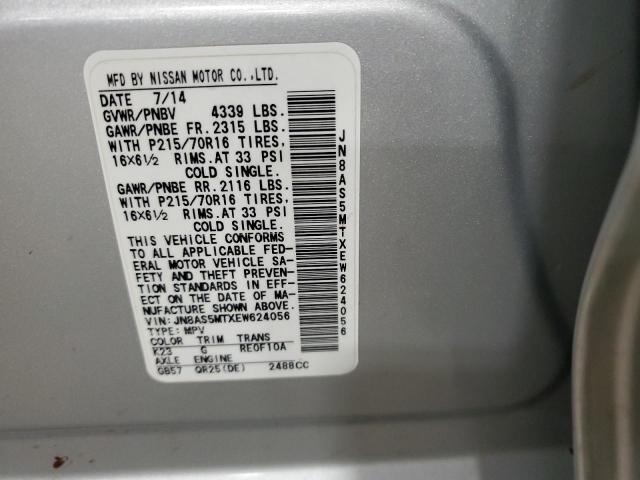 MFD BY NISSAN MOTOR CO.,LTD.
DATE 7/14
GVWR/PNBV 4339 LBS.
GAWR/PNBE FR. 2315 LBS.
WITH P215/70R16 TIRES,
16X6½ RIMS.AT 33 PSI
COLD SINGLE.
GAWR/PNBE RR. 2116 LBS.
WITH P215/70R16 TIRES,
16X6½ RIMS.AT 33 PSI
COLD SINGLE.
THIS VEHICLE CONFORMS
TO ALL APPLICABLE FED-
ERAL MOTOR VEHICLE SA-
FETY AND THEFT PREVEN-
TION STANDARDS IN EFF-
ECT ON THE DATE OF MA-
NUFACTURE SHOWN ABOVE.
VIN: JN8AS5MTXEW624056
TYPE: MPV
COLOR TRIM TRANS
K23 G RE0F10A
AXLE ENGINE
GB57 QR25(DE) 2488CC
JN8AS5MTXEW624056